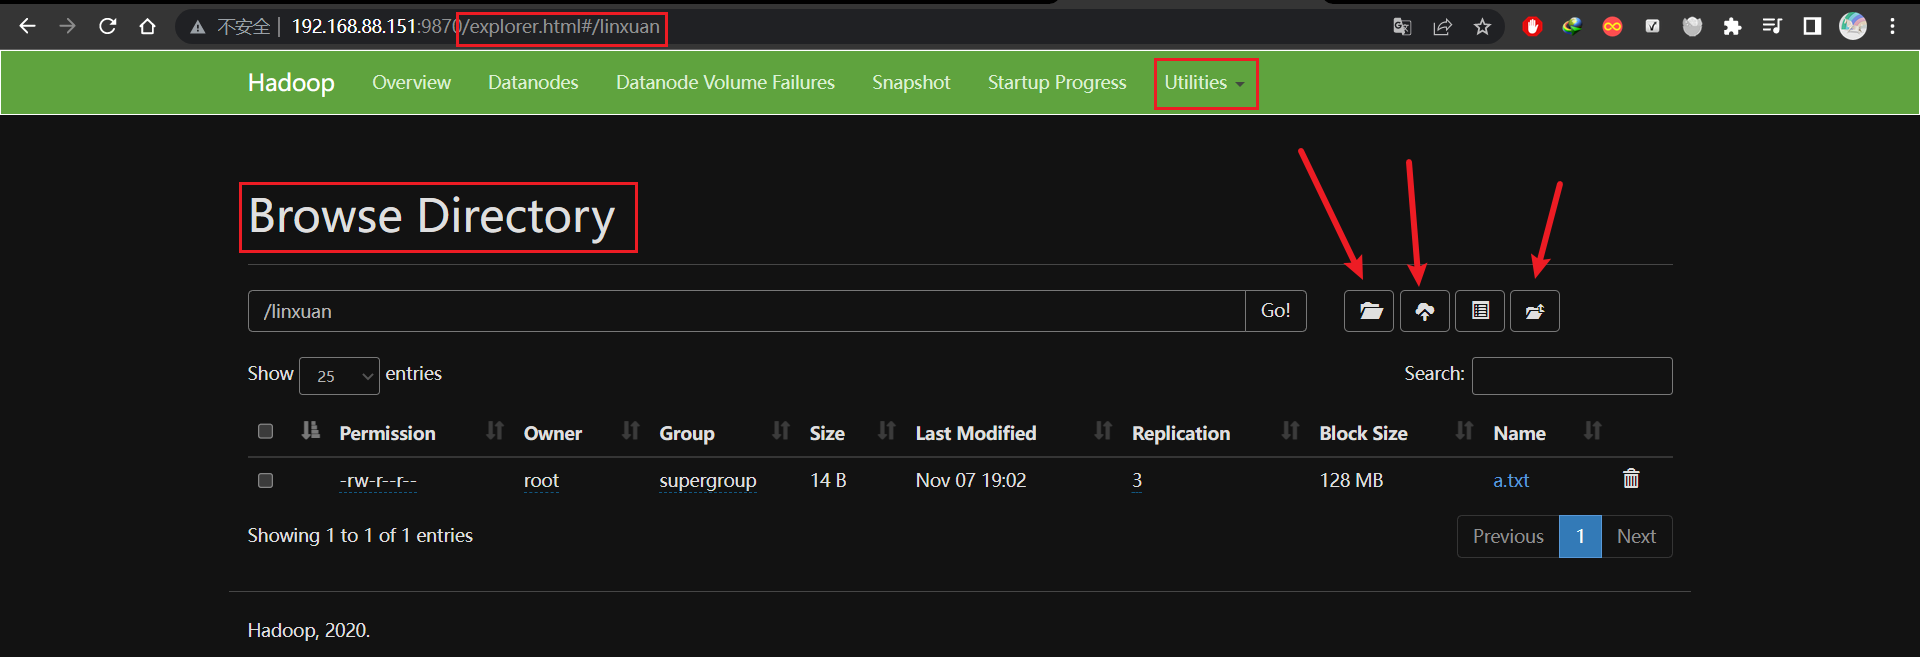 不安全 | 192.168.88.151:9870/explorer.html#/linxuan
Hadoop Overview Datanodes Datanode Volume Failures Snapshot Startup Progress Utilities
Browse Directory
/linxuan Go!
Show 25 entries Search:
Permission Owner Group Size Last Modified Replication Block Size Name
-rw-r--r-- root supergroup 14 B Nov 07 19:02 3 128 MB a.txt
Showing 1 to 1 of 1 entries Previous 1 Next
Hadoop, 2020.